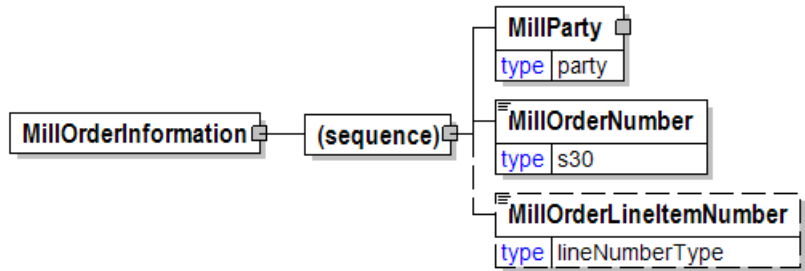 MillParty
type party
MillOrderInformation
(sequence)
MillOrderNumber
type s30
MillOrderLineItemNumber
type lineNumberType